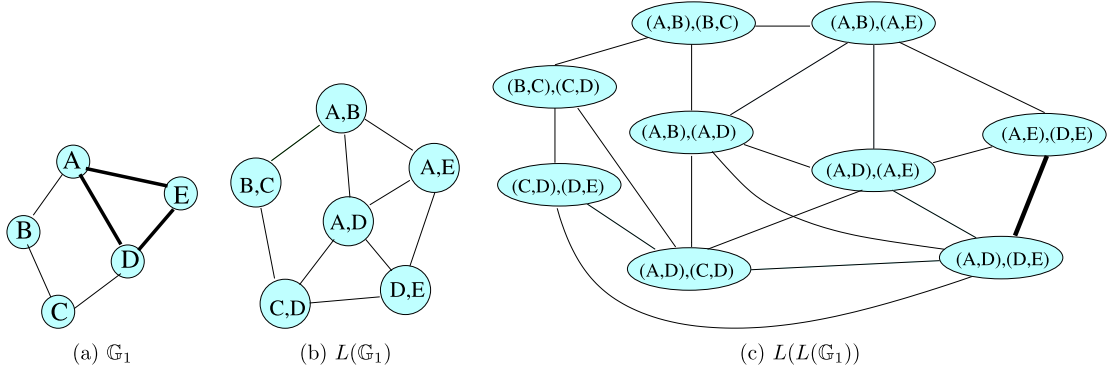 A
E
B
D
C
(a) 𝔾₁
A,B
A,E
B,C
A,D
D,E
C,D
(b) L(𝔾₁)
(A,B),(B,C)
(A,B),(A,E)
(B,C),(C,D)
(A,B),(A,D)
(A,E),(D,E)
(A,D),(A,E)
(C,D),(D,E)
(A,D),(C,D)
(A,D),(D,E)
(c) L(L(𝔾₁))